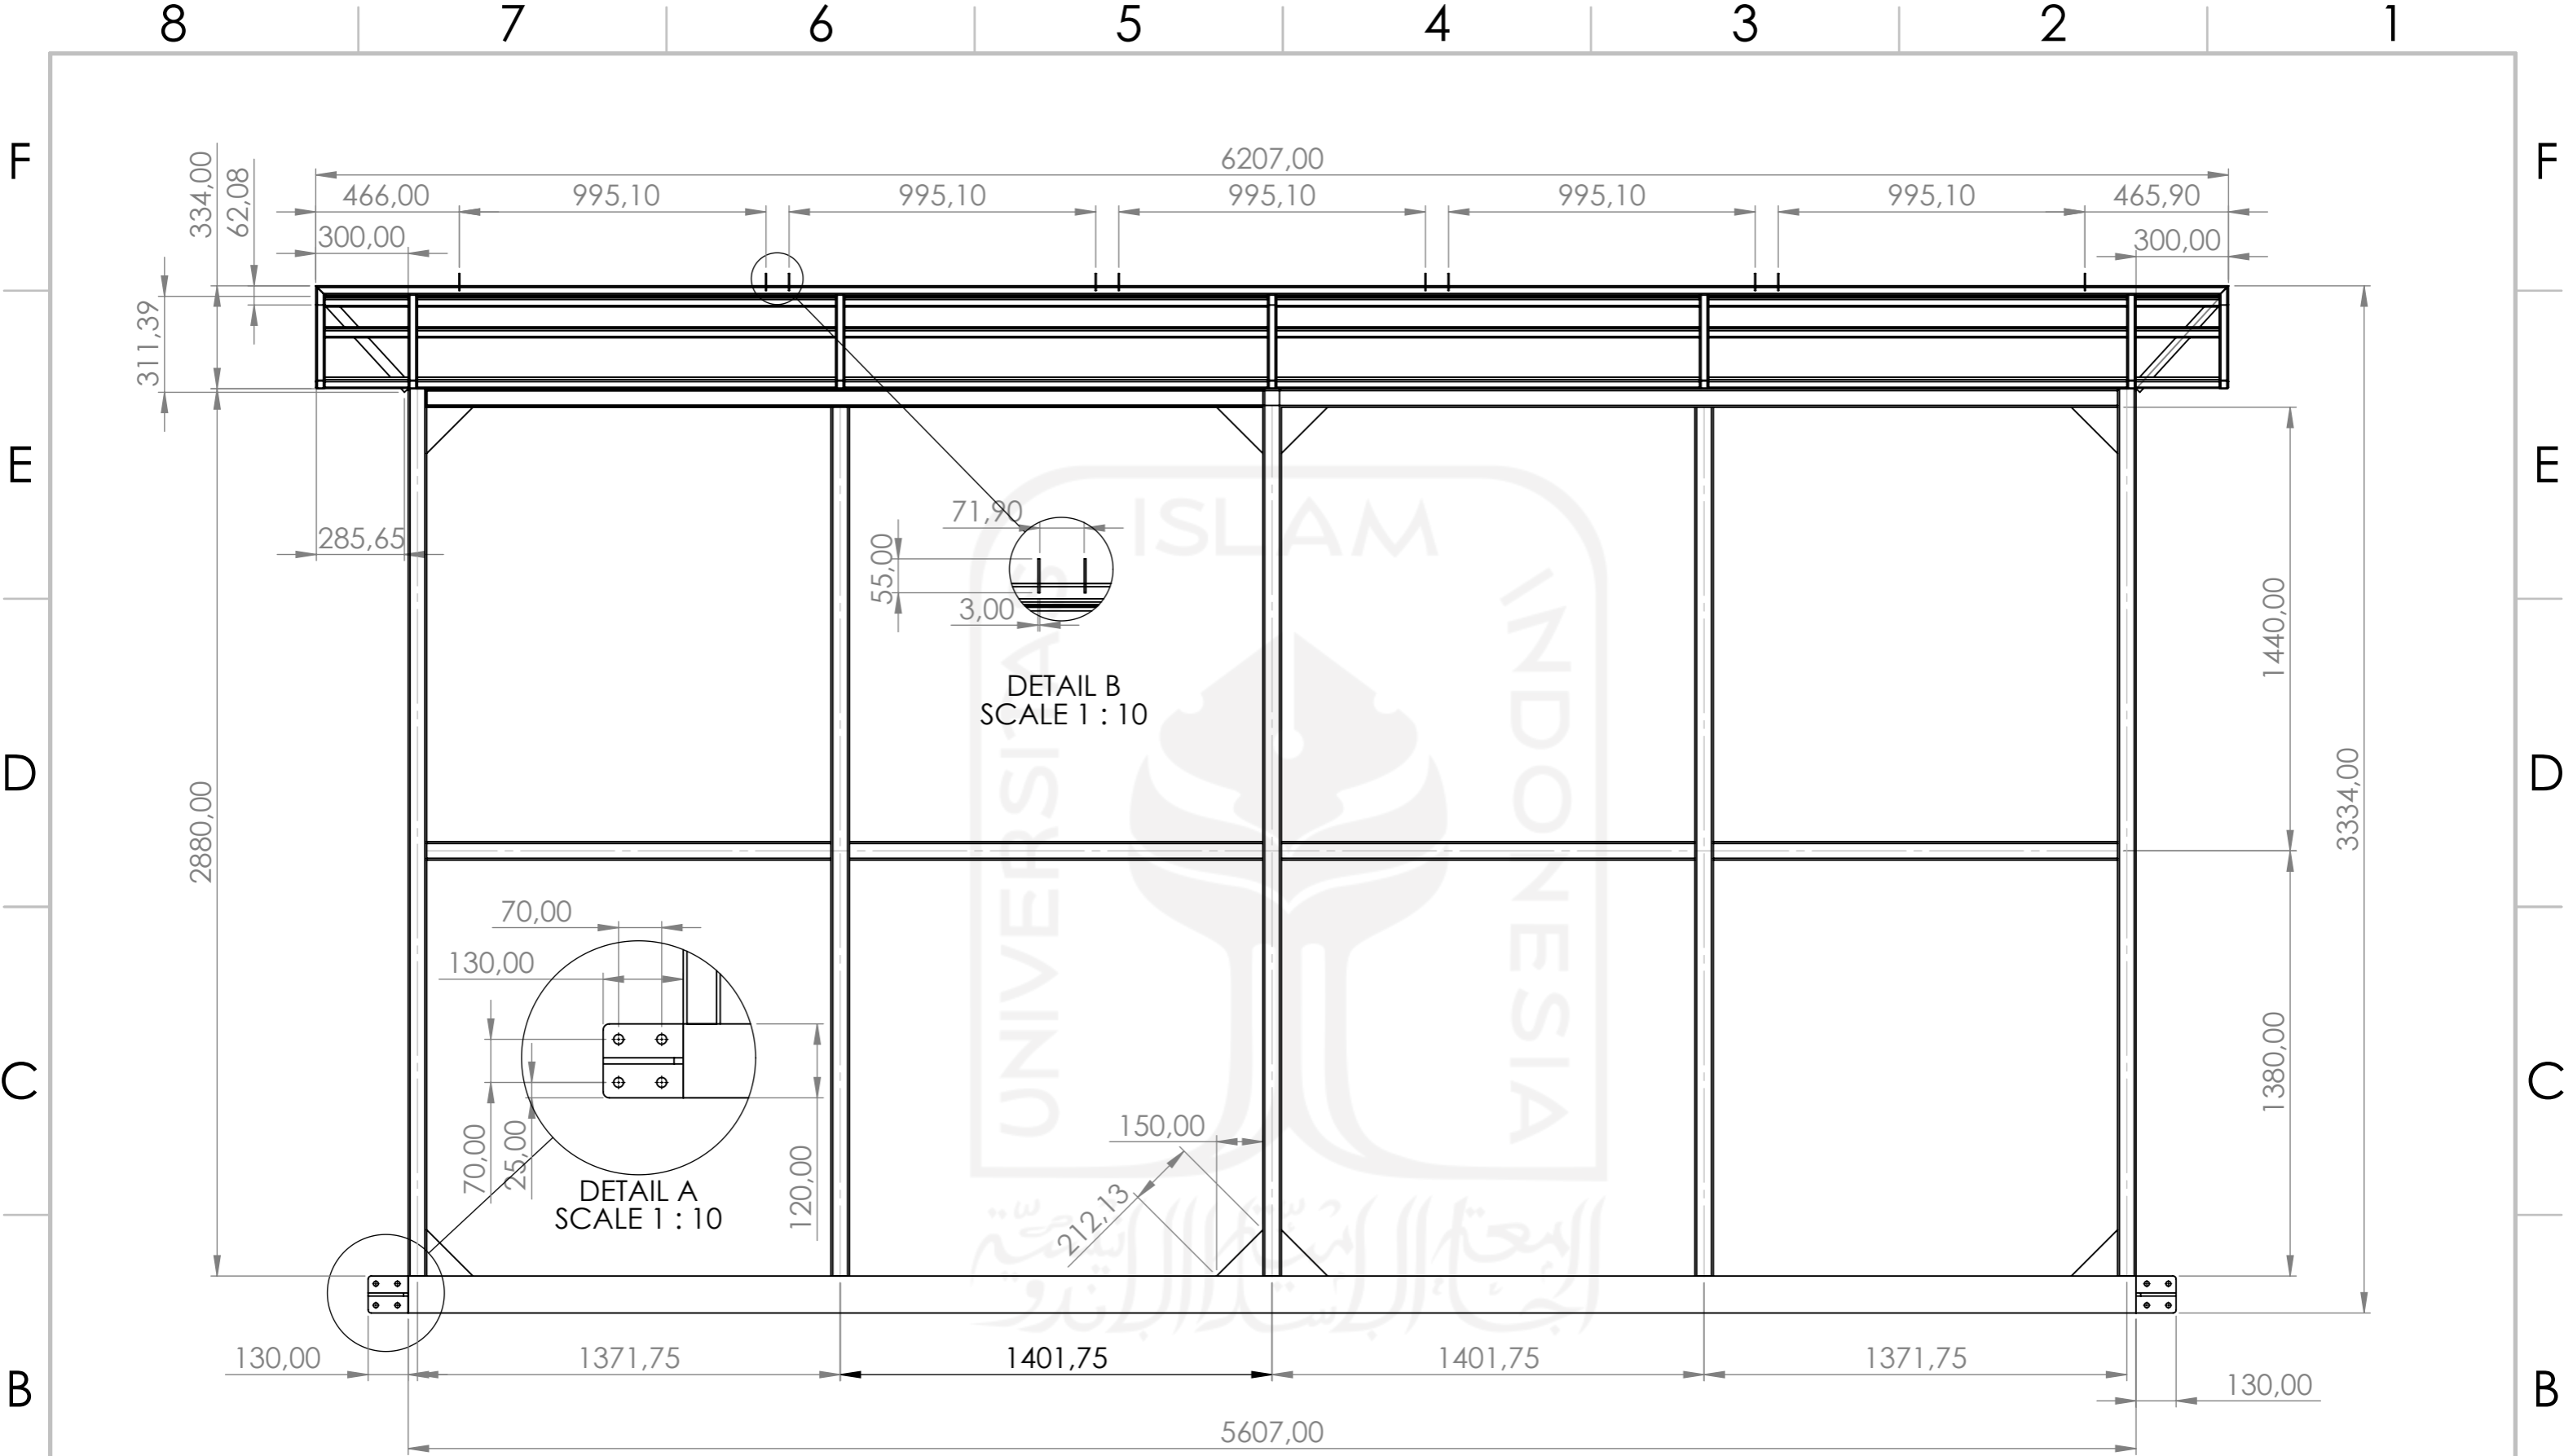 8 7 6 5 4 3 2 1
F F
6207,00
466,00 995,10 995,10 995,10 995,10 995,10 465,90
334,00
62,08
300,00 300,00
311,39
E E
285,65
71,90
55,00
3,00
DETAIL B
SCALE 1 : 10
1440,00
3334,00
D D
2880,00
70,00
130,00
C C
1380,00
70,00
25,00
120,00
150,00
212,13
DETAIL A
SCALE 1 : 10
130,00 1371,75 1401,75 1401,75 1371,75
130,00
B B
5607,00
UNIVERSITAS
ISLAM
INDONESIA